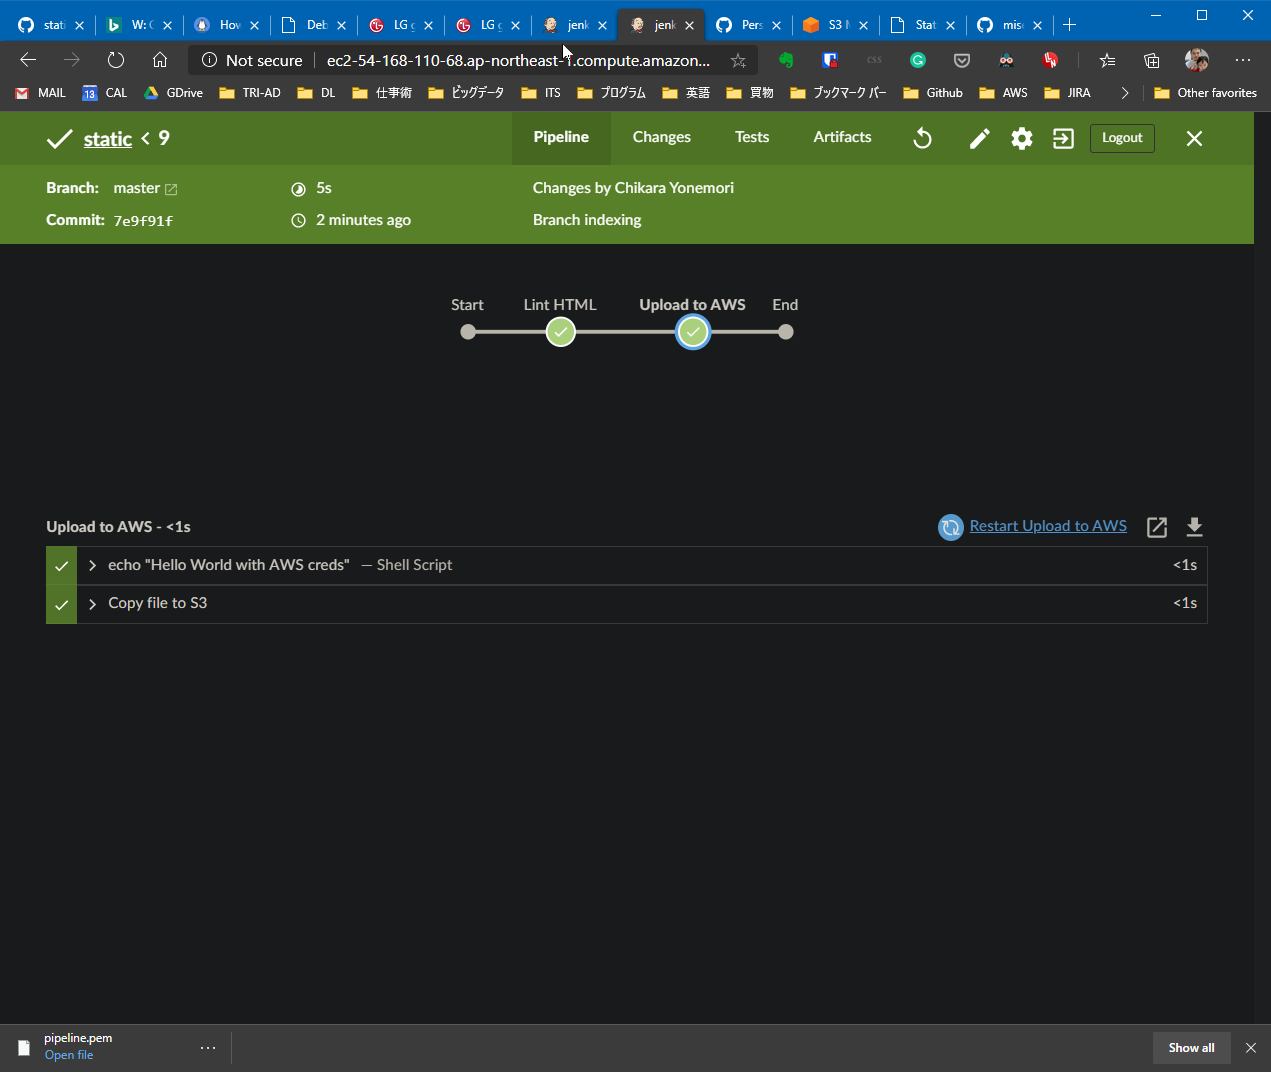 stati
W: C
How
Deb
LG g
LG g
jenk
jenk
Pers
S3 M
Stat
misc
Not secure
ec2-54-168-110-68.ap-northeast-1.compute.amazon...
css
MAIL
13 CAL
GDrive
TRI-AD
DL
仕事術
ビッグデータ
ITS
プログラム
英語
買物
ブックマーク バー
Github
AWS
JIRA
Other favorites
static < 9
Pipeline
Changes
Tests
Artifacts
Logout
Branch: master
5s
Changes by Chikara Yonemori
Commit: 7e9f91f
2 minutes ago
Branch indexing
Start
Lint HTML
Upload to AWS
End
Upload to AWS - <1s
Restart Upload to AWS
echo "Hello World with AWS creds" — Shell Script
<1s
Copy file to S3
<1s
pipeline.pem
Open file
...
Show all